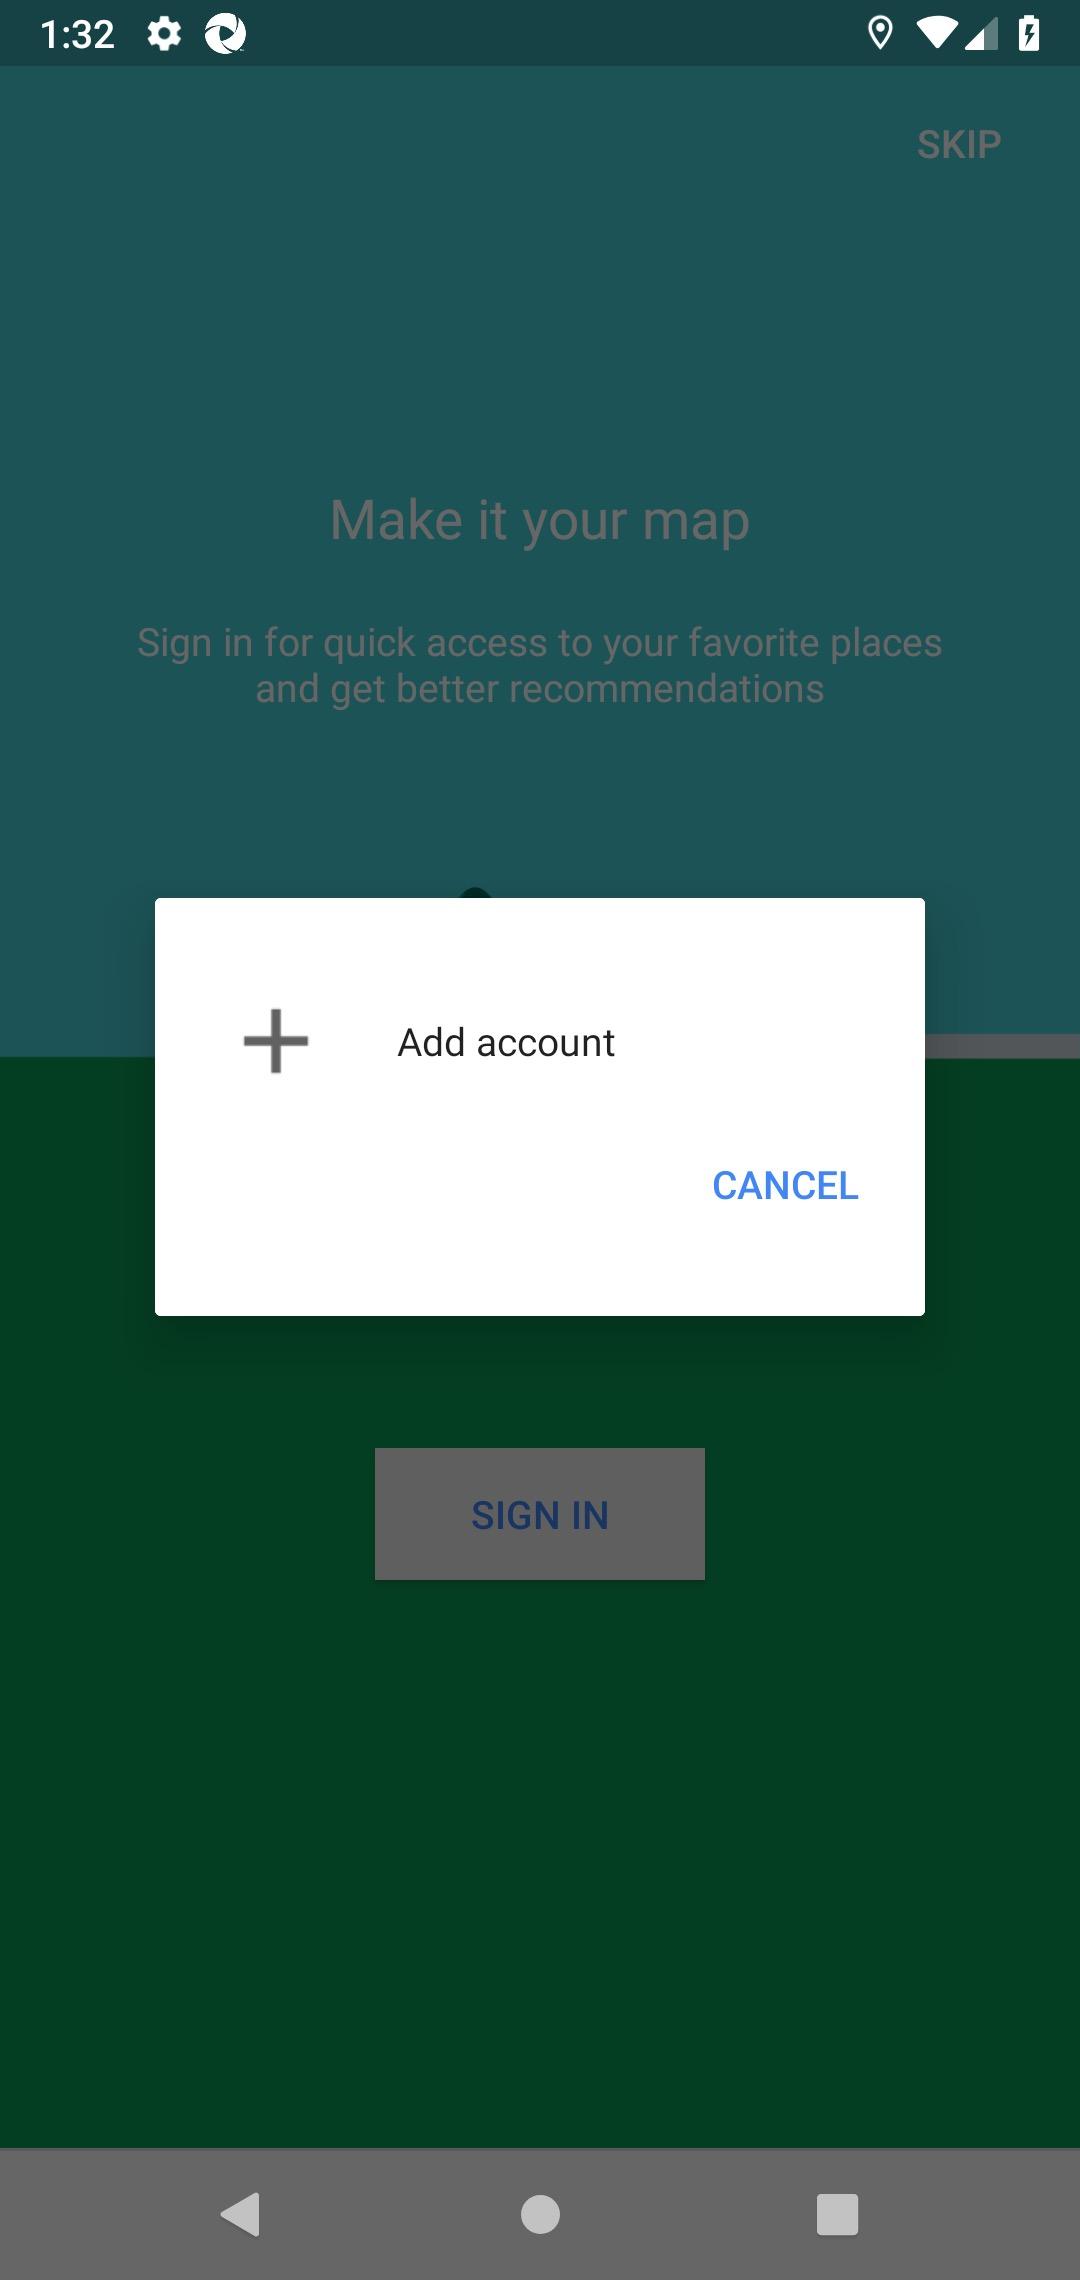 1:32
SKIP
Make it your map
Sign in for quick access to your favorite places
and get better recommendations
Add account
CANCEL
SIGN IN